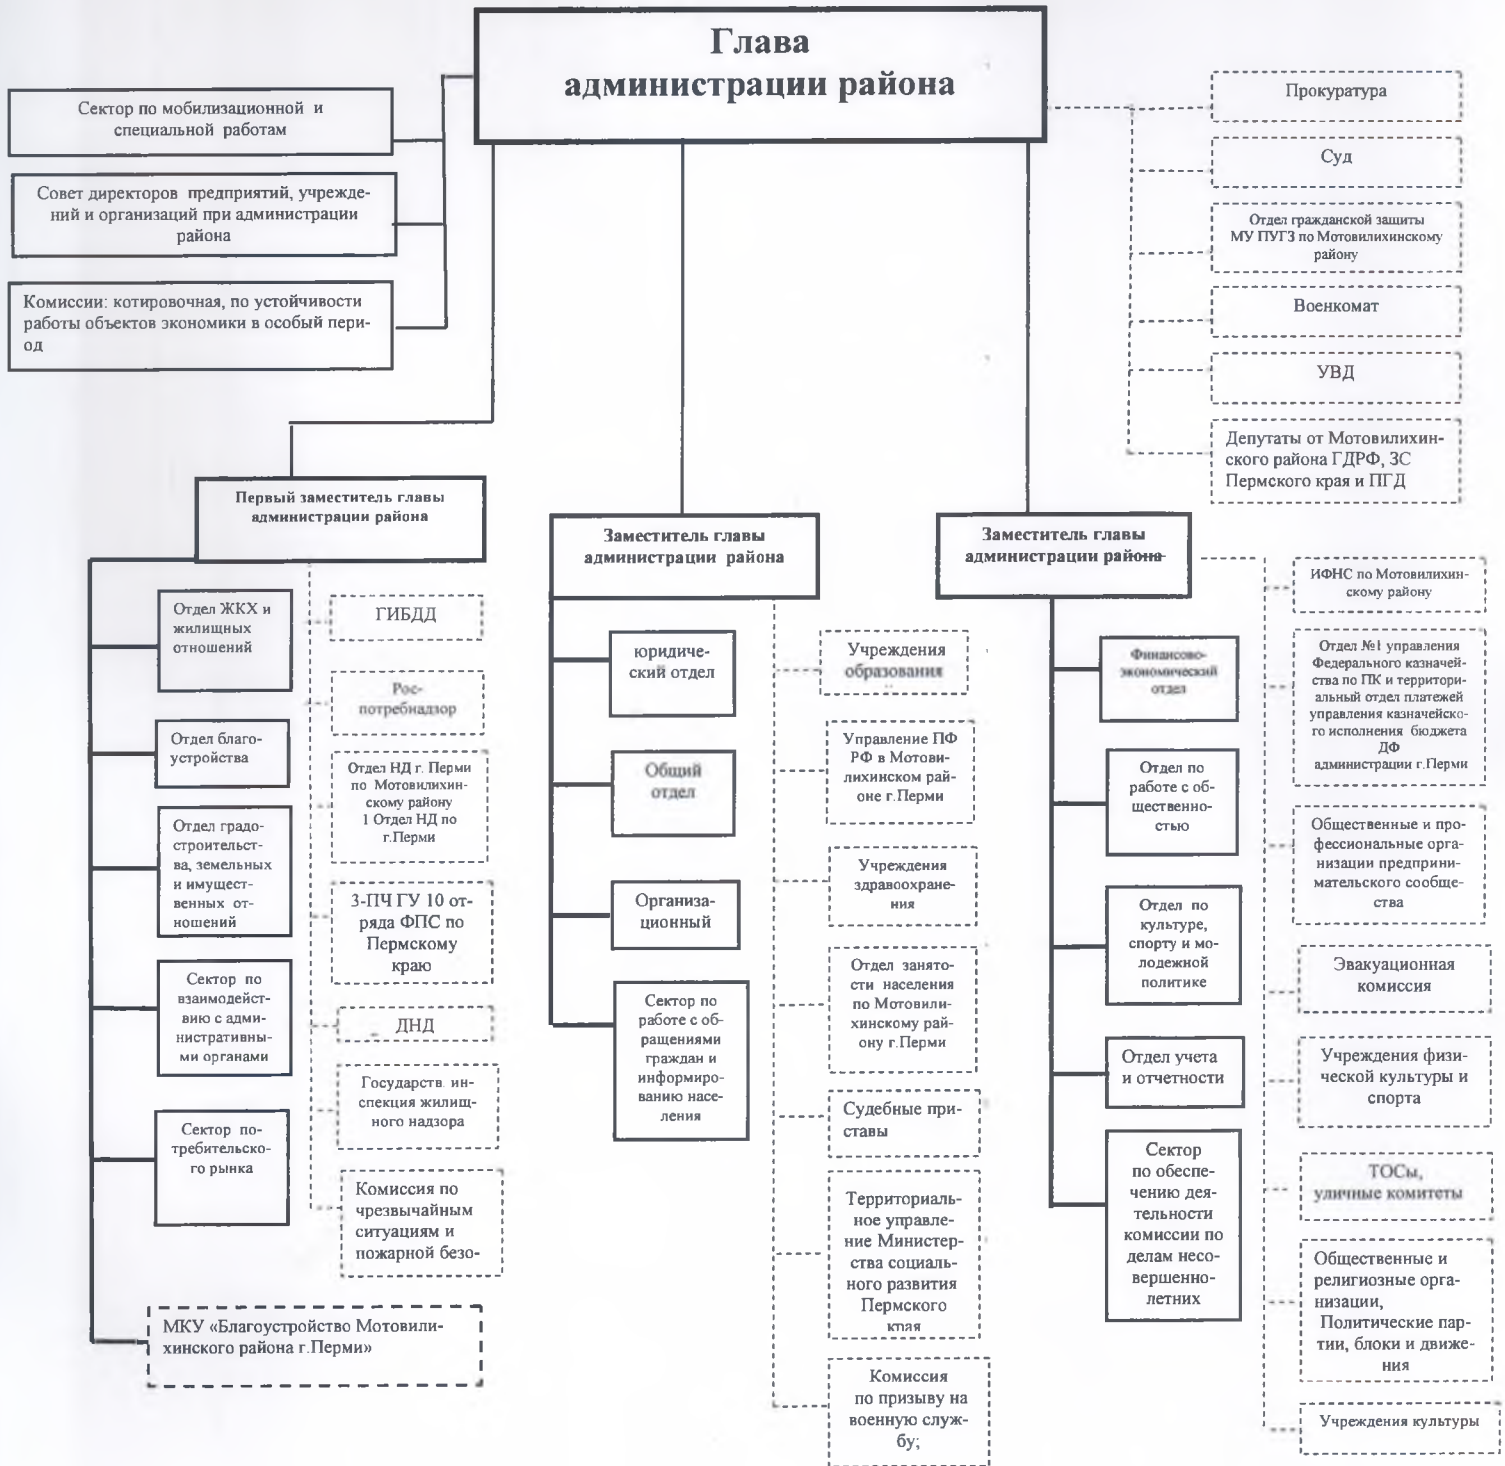 Глава
администрации района
Сектор по мобилизационной и
специальной работам
Совет директоров предприятий, учрежде-
ний и организаций при администрации
района
Комиссии: котировочная, по устойчивости
работы объектов экономики в особый пери-
од
Прокуратура
Суд
Отдел гражданской защиты
МУ ПУГЗ по Мотовилихинскому
району
Военкомат
УВД
Депутаты от Мотовилихин-
ского района ГДРФ, ЗС
Пермского края и ПГД
Первый заместитель главы
администрации района
Отдел ЖКХ и
жилищных
отношений
Отдел благо-
устройства
Отдел градо-
строительст-
ва, земельных
и имущест-
венных от-
ношений
Сектор по
взаимодейст-
вию с адми-
нистративны-
ми органами
Сектор по-
требительско-
го рынка
МКУ «Благоустройство Мотовили-
хинского района г.Перми»
ГИБДД
Рос-
потребнадзор
Отдел НД г. Перми
по Мотовилихин-
скому району
1 Отдел НД по
г.Перми
3-ПЧ ГУ 10 от-
ряда ФПС по
Пермскому
краю
ДНД
Государств. ин-
спекция жилищ-
ного надзора
Комиссия по
чрезвычайным
ситуациям и
пожарной безо-
Заместитель главы
администрации района
юридиче-
ский отдел
Общий
отдел
Организа-
ционный
Сектор по
работе с об-
ращениями
граждан и
информиро-
ванию насе-
ления
Учреждения
образования
Управление ПФ
РФ в Мотови-
лихинском рай-
оне г.Перми
Учреждения
здравоохране-
ния
Отдел занято-
сти населения
по Мотовили-
хинскому рай-
ону г.Перми
Судебные при-
ставы
Территориаль-
ное управле-
ние Министер-
ства социаль-
ного развития
Пермского
края
Комиссия
по призыву на
военную служ-
бу;
Заместитель главы
администрации района
Финансово-
экономический
отдел
Отдел по
работе с об-
щественно-
стью
Отдел по
культуре,
спорту и мо-
лодежной
политике
Отдел учета
и отчетности
Сектор
по обеспе-
чению дея-
тельности
комиссии по
делам несо-
вершенно-
летних
ИФНС по Мотовилихин-
скому району
Отдел №1 управления
Федерального казначей-
ства по ПК и территори-
альный отдел платежей
управления казначейско-
го исполнения бюджета
ДФ
администрации г.Перми
Общественные и про-
фессиональные орга-
низации предприни-
мательского сообще-
ства
Эвакуационная
комиссия
Учреждения физи-
ческой культуры и
спорта
ТОСы,
уличные комитеты
Общественные и
религиозные орга-
низации,
Политические пар-
тии, блоки и движе-
ния
Учреждения культуры